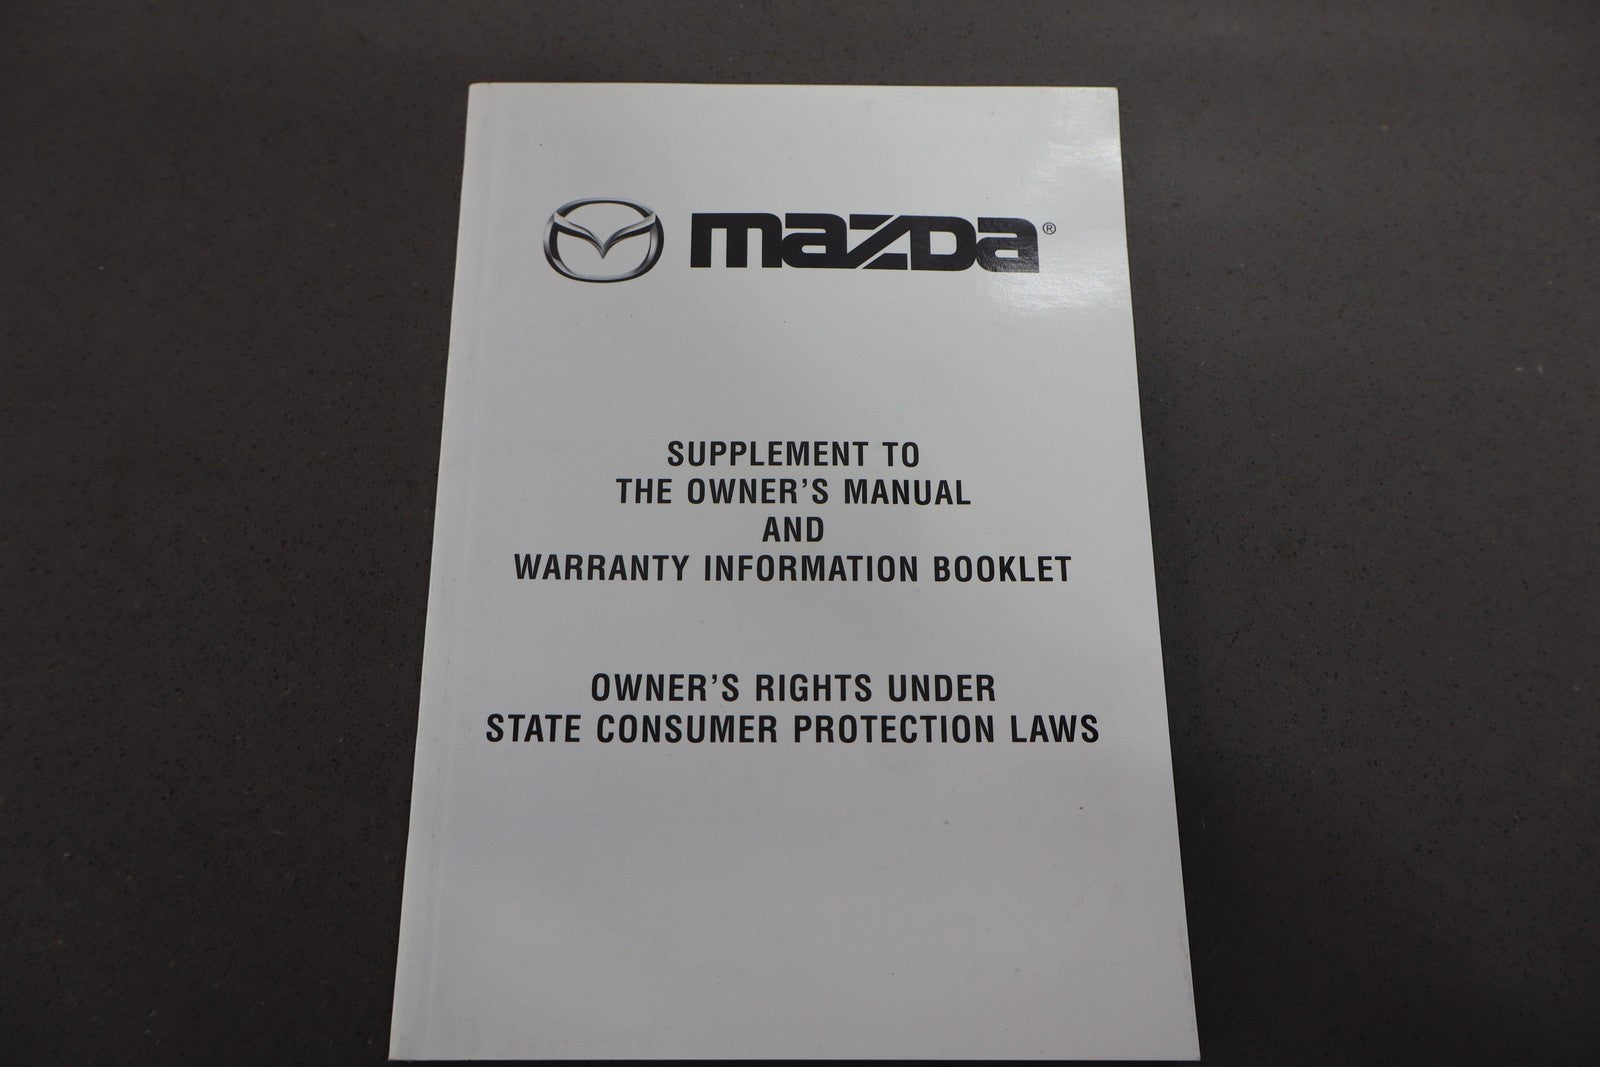 mazda®
SUPPLEMENT TO
THE OWNER'S MANUAL
AND
WARRANTY INFORMATION BOOKLET
OWNER'S RIGHTS UNDER
STATE CONSUMER PROTECTION LAWS